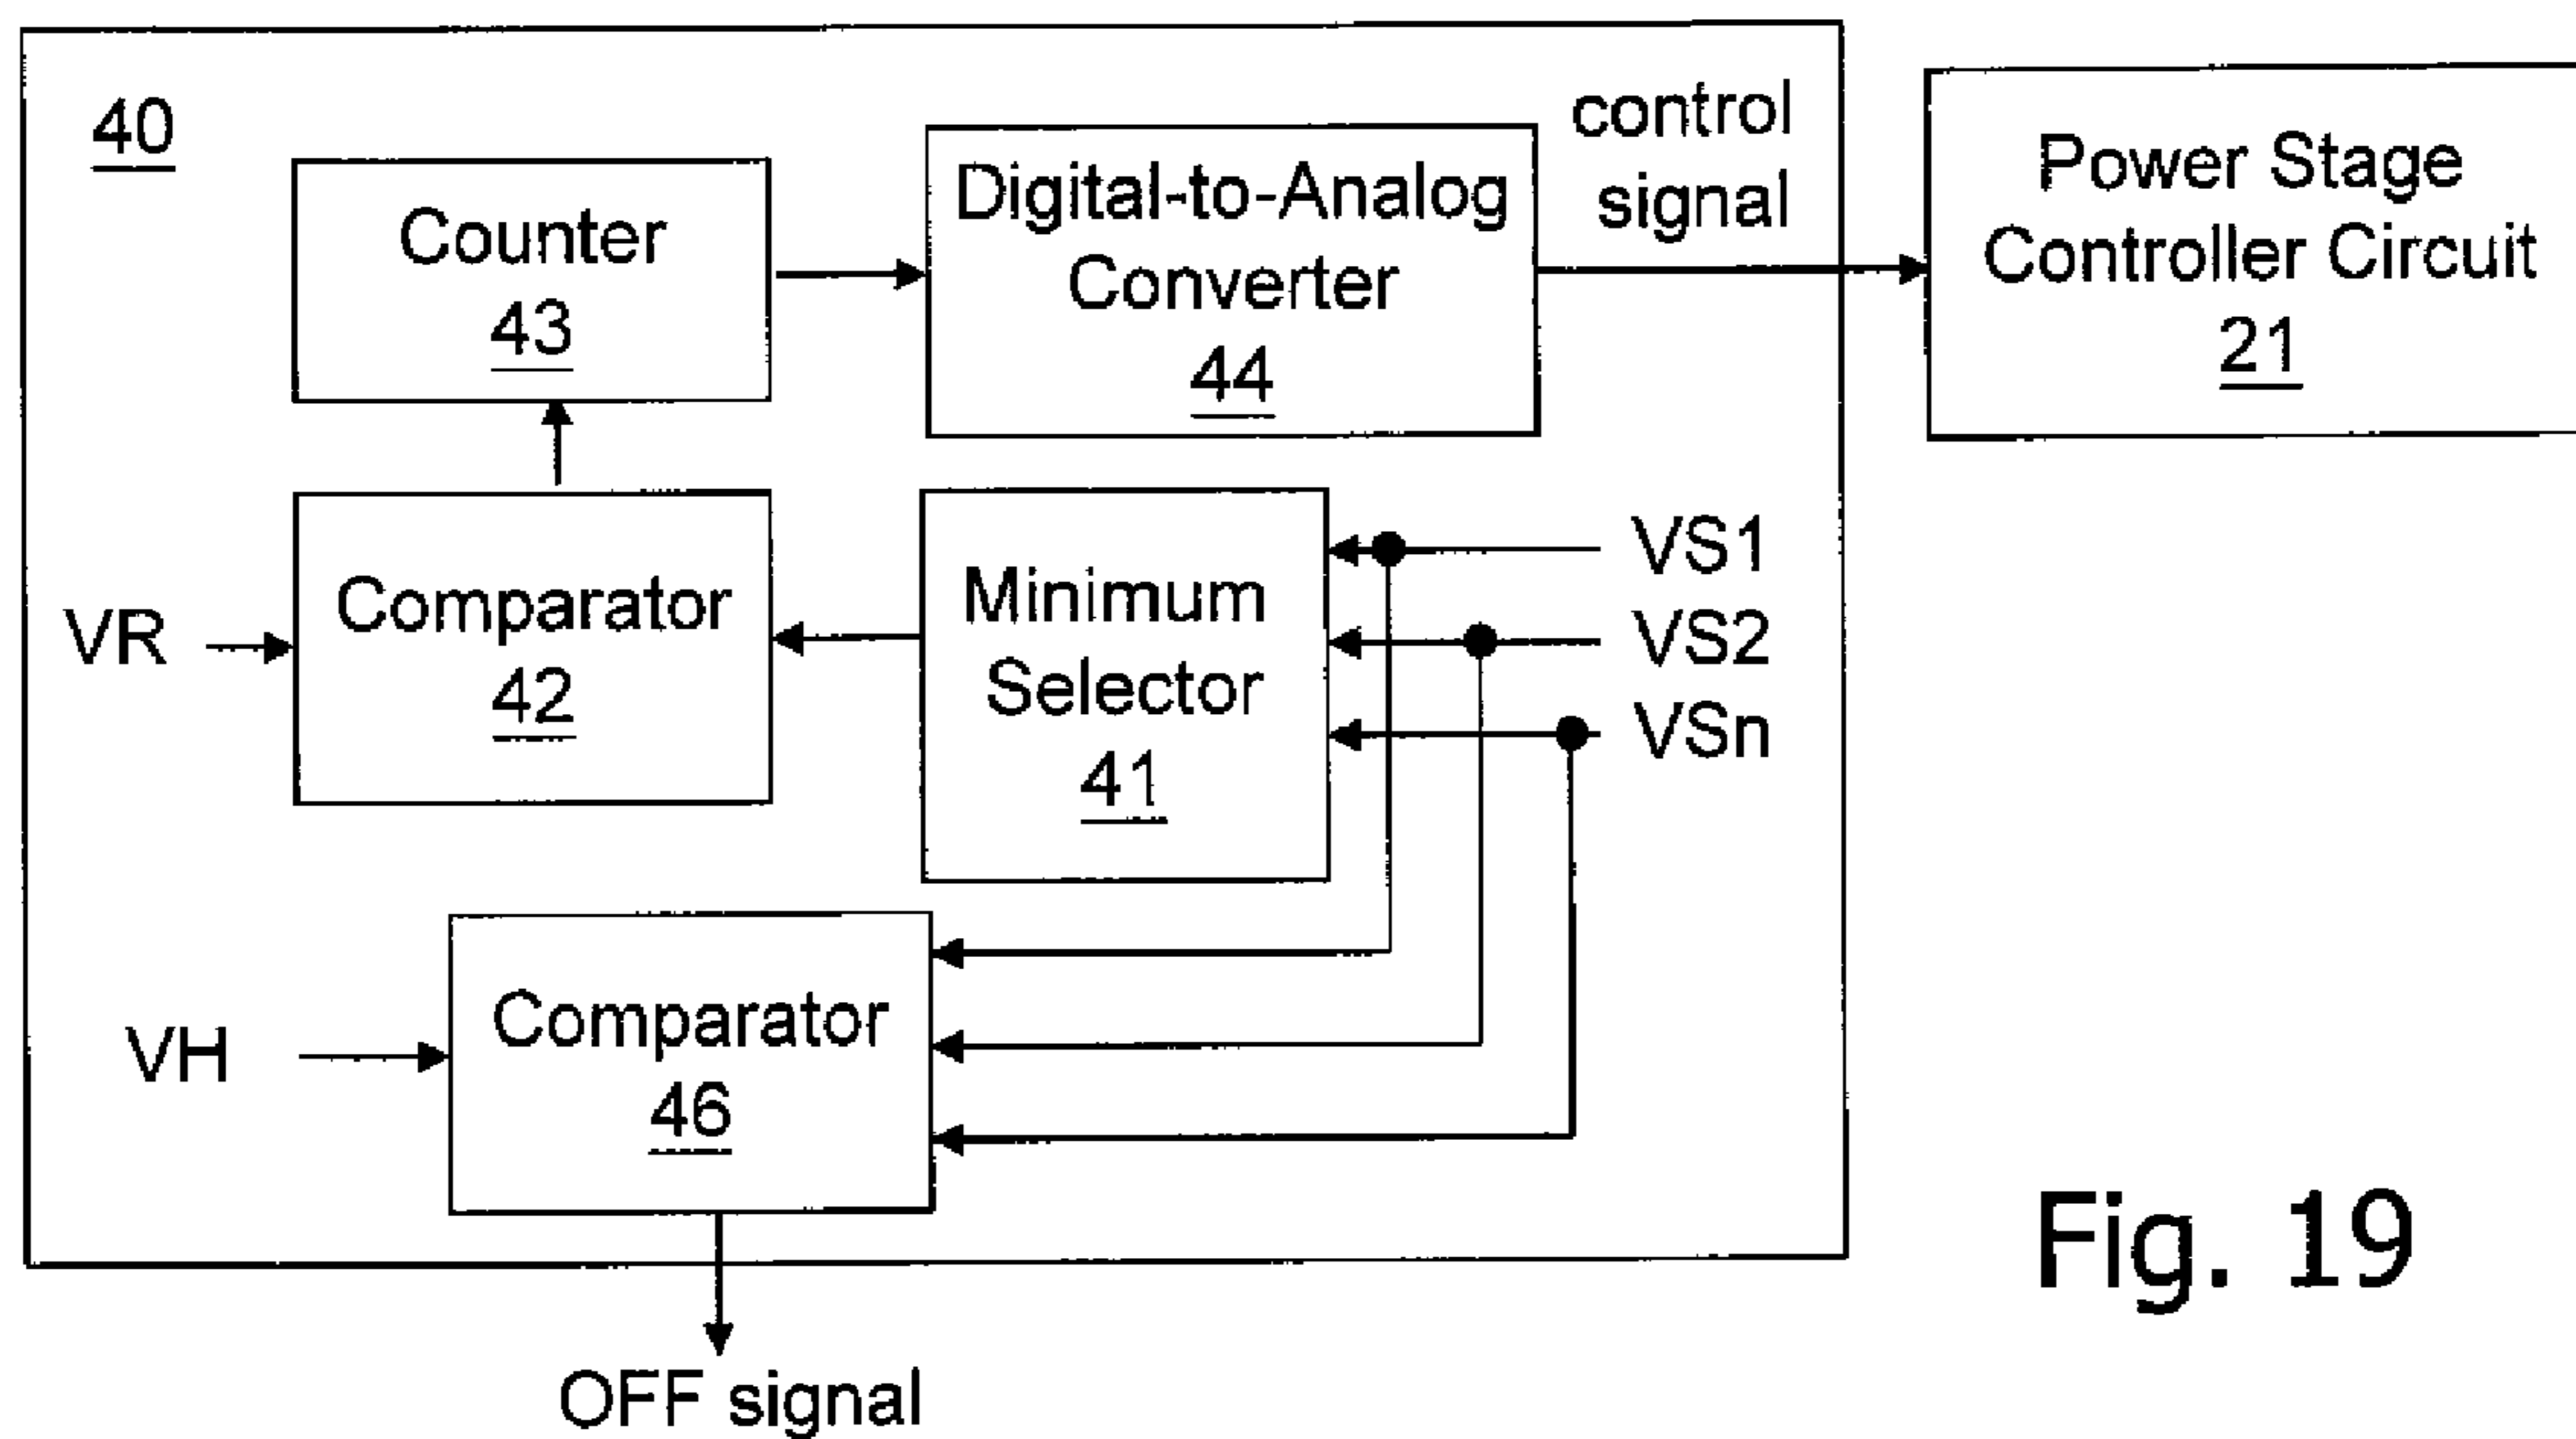 40
Counter
43
Digital-to-Analog
Converter
44
control
signal
Power Stage
Controller Circuit
21
VR
Comparator
42
Minimum
Selector
41
VS1
VS2
VSn
VH
Comparator
46
OFF signal
Fig. 19